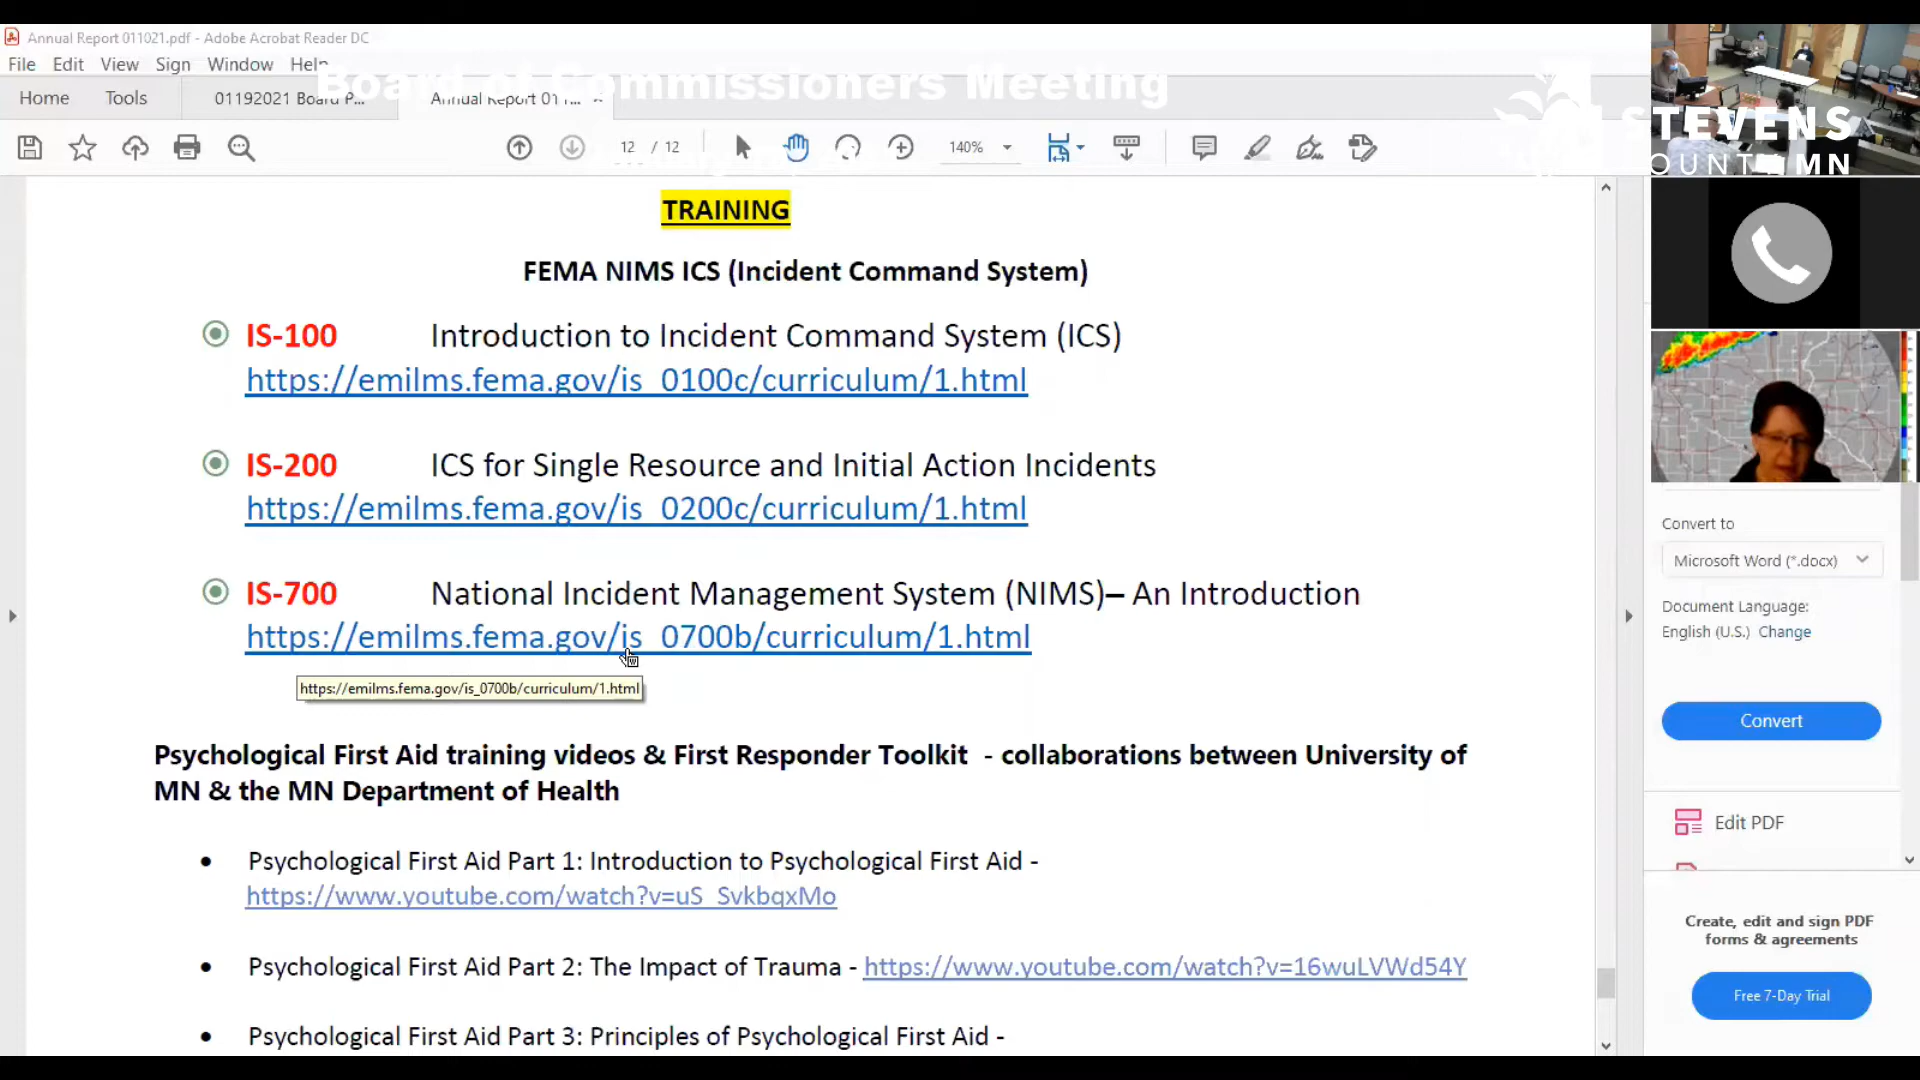 Annual Report 011021.pdf - Adobe Acrobat Reader DC
File Edit View Sign Window Help
Board of Commissioners Meeting
Home Tools 01192021 Board P... Annual Report 01 1... ×
12 / 12 140%
STEVENS
COUNTY MN
TRAINING
FEMA NIMS ICS (Incident Command System)
IS-100 Introduction to Incident Command System (ICS)
https://emilms.fema.gov/is_0100c/curriculum/1.html
IS-200 ICS for Single Resource and Initial Action Incidents
https://emilms.fema.gov/is_0200c/curriculum/1.html
IS-700 National Incident Management System (NIMS)– An Introduction
https://emilms.fema.gov/is_0700b/curriculum/1.html
https://emilms.fema.gov/is_0700b/curriculum/1.html
Psychological First Aid training videos & First Responder Toolkit - collaborations between University of
MN & the MN Department of Health
• Psychological First Aid Part 1: Introduction to Psychological First Aid -
https://www.youtube.com/watch?v=uS_SvkbqxMo
• Psychological First Aid Part 2: The Impact of Trauma - https://www.youtube.com/watch?v=16wuLVWd54Y
• Psychological First Aid Part 3: Principles of Psychological First Aid -
Convert to
Microsoft Word (*.docx)
Document Language:
English (U.S.) Change
Convert
Edit PDF
Create, edit and sign PDF
forms & agreements
Free 7-Day Trial